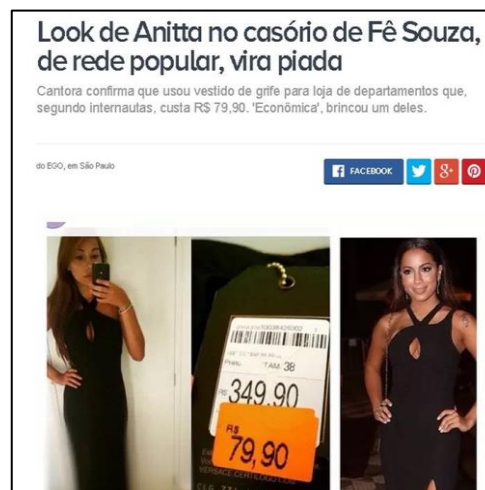 Look de Anitta no casório de Fê Souza,
de rede popular, vira piada
Cantora confirma que usou vestido de grife para loja de departamentos que,
segundo internautas, custa R$ 79,90. 'Econômica', brincou um deles.
do EGO, em São Paulo
FACEBOOK
TAM. 38
349,90
R$
79,90